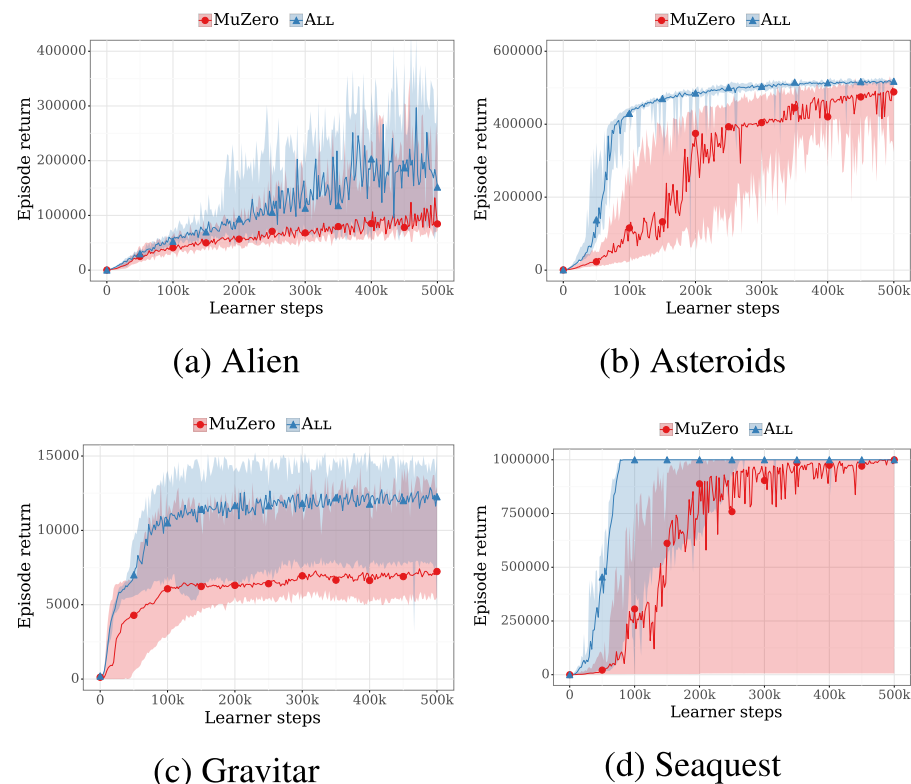 MuZero ALL
MuZero ALL
400000
300000
200000
100000
0
Episode return
0 100k 200k 300k 400k 500k
Learner steps
600000
400000
200000
0
Episode return
0 100k 200k 300k 400k 500k
Learner steps
(a) Alien
(b) Asteroids
MuZero ALL
MuZero ALL
15000
10000
5000
0
Episode return
0 100k 200k 300k 400k 500k
Learner steps
1000000
750000
500000
250000
0
Episode return
0 100k 200k 300k 400k 500k
Learner steps
(c) Gravitar
(d) Seaquest